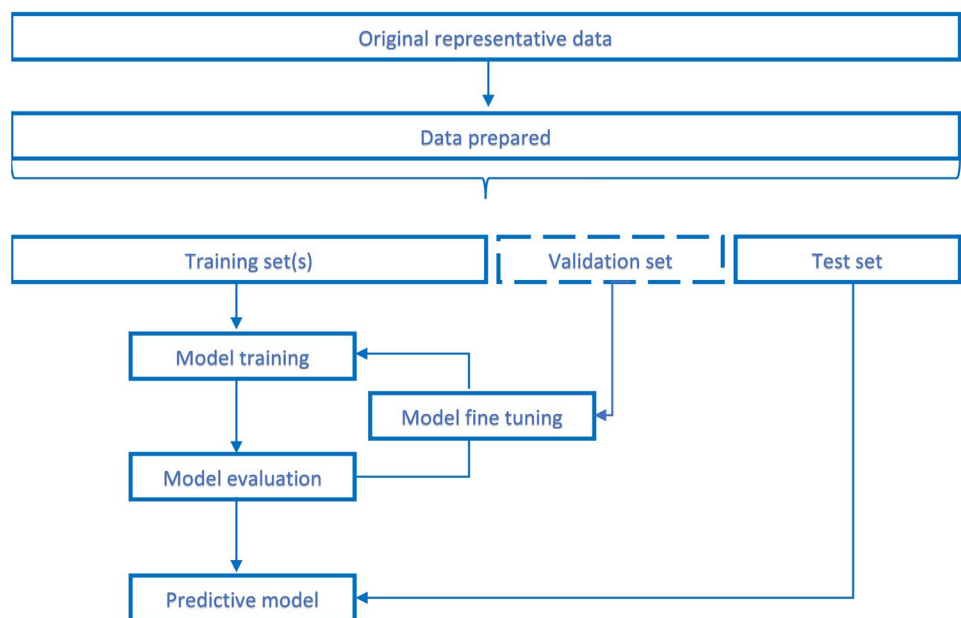 Original representative data
Data prepared
Training set(s)
Validation set
Test set
Model training
Model fine tuning
Model evaluation
Predictive model